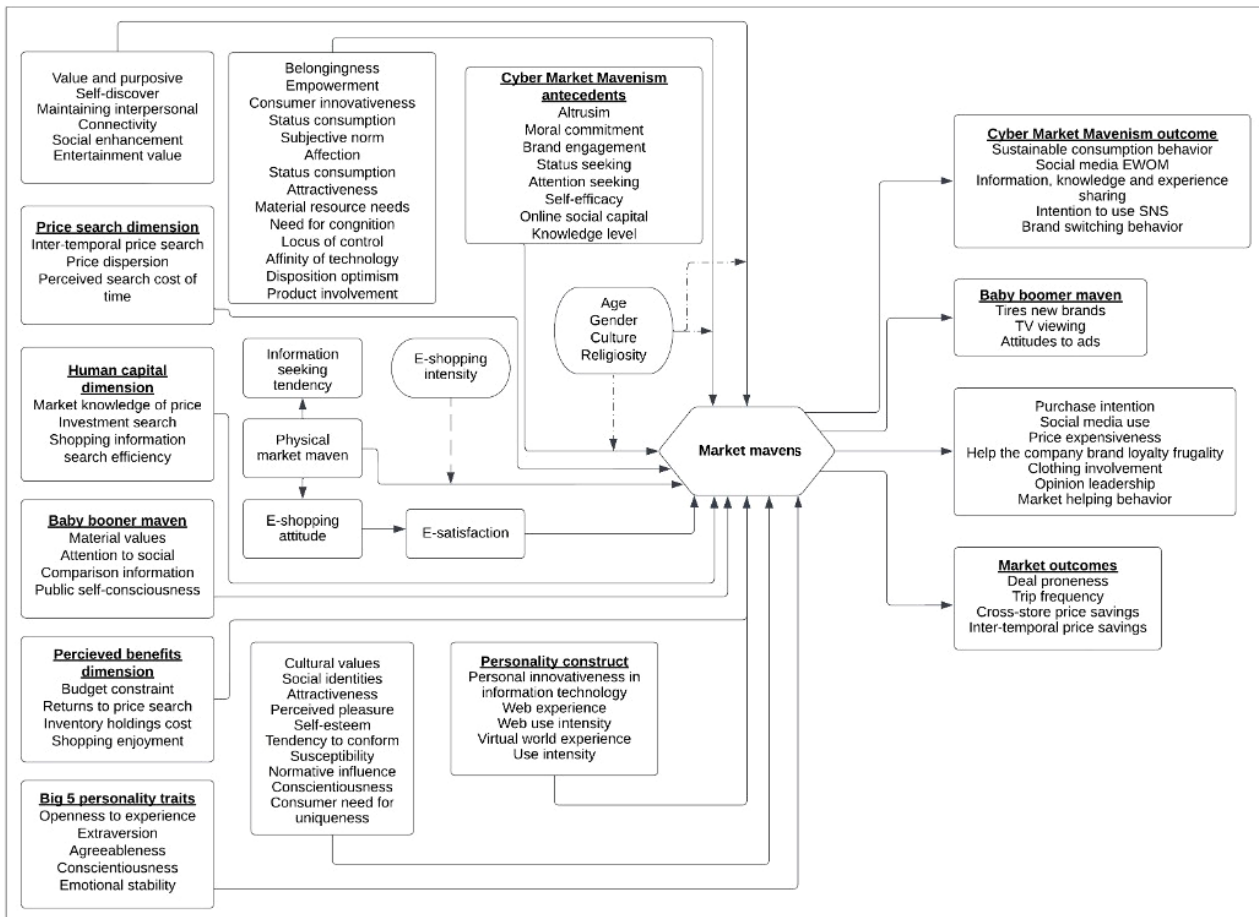 Value and purposive
Self-discover
Maintaining interpersonal
Connectivity
Social enhancement
Entertainment value
Price search dimension
Inter-temporal price search
Price dispersion
Perceived search cost of
time
Human capital
dimension
Market knowledge of price
Investment search
Shopping information
search efficiency
Baby booner maven
Material values
Attention to social
Comparison information
Public self-consciousness
Percieved benefits
dimension
Budget constraint
Returns to price search
Inventory holdings cost
Shopping enjoyment
Big 5 personality traits
Openness to experience
Extraversion
Agreeableness
Conscientiousness
Emotional stability
Belongingness
Empowerment
Consumer innovativeness
Status consumption
Subjective norm
Affection
Status consumption
Attractiveness
Material resource needs
Need for congnition
Locus of control
Affinity of technology
Disposition optimism
Product involvement
Information
seeking
tendency
Physical
market maven
E-shopping
attitude
E-shopping
intensity
E-satisfaction
Cultural values
Social identities
Attractiveness
Perceived pleasure
Self-esteem
Tendency to conform
Susceptibility
Normative influence
Conscientiousness
Consumer need for
uniqueness
Cyber Market Mavenism
antecedents
Altrusim
Moral commitment
Brand engagement
Status seeking
Attention seeking
Self-efficacy
Online social capital
Knowledge level
Age
Gender
Culture
Religiosity
Personality construct
Personal innovativeness in
information technology
Web experience
Web use intensity
Virtual world experience
Use intensity
Market mavens
Cyber Market Mavenism outcome
Sustainable consumption behavior
Social media EWOM
Information, knowledge and experience
sharing
Intention to use SNS
Brand switching behavior
Baby boomer maven
Tires new brands
TV viewing
Attitudes to ads
Purchase intention
Social media use
Price expensiveness
Help the company brand loyalty frugality
Clothing involvement
Opinion leadership
Market helping behavior
Market outcomes
Deal proneness
Trip frequency
Cross-store price savings
Inter-temporal price savings